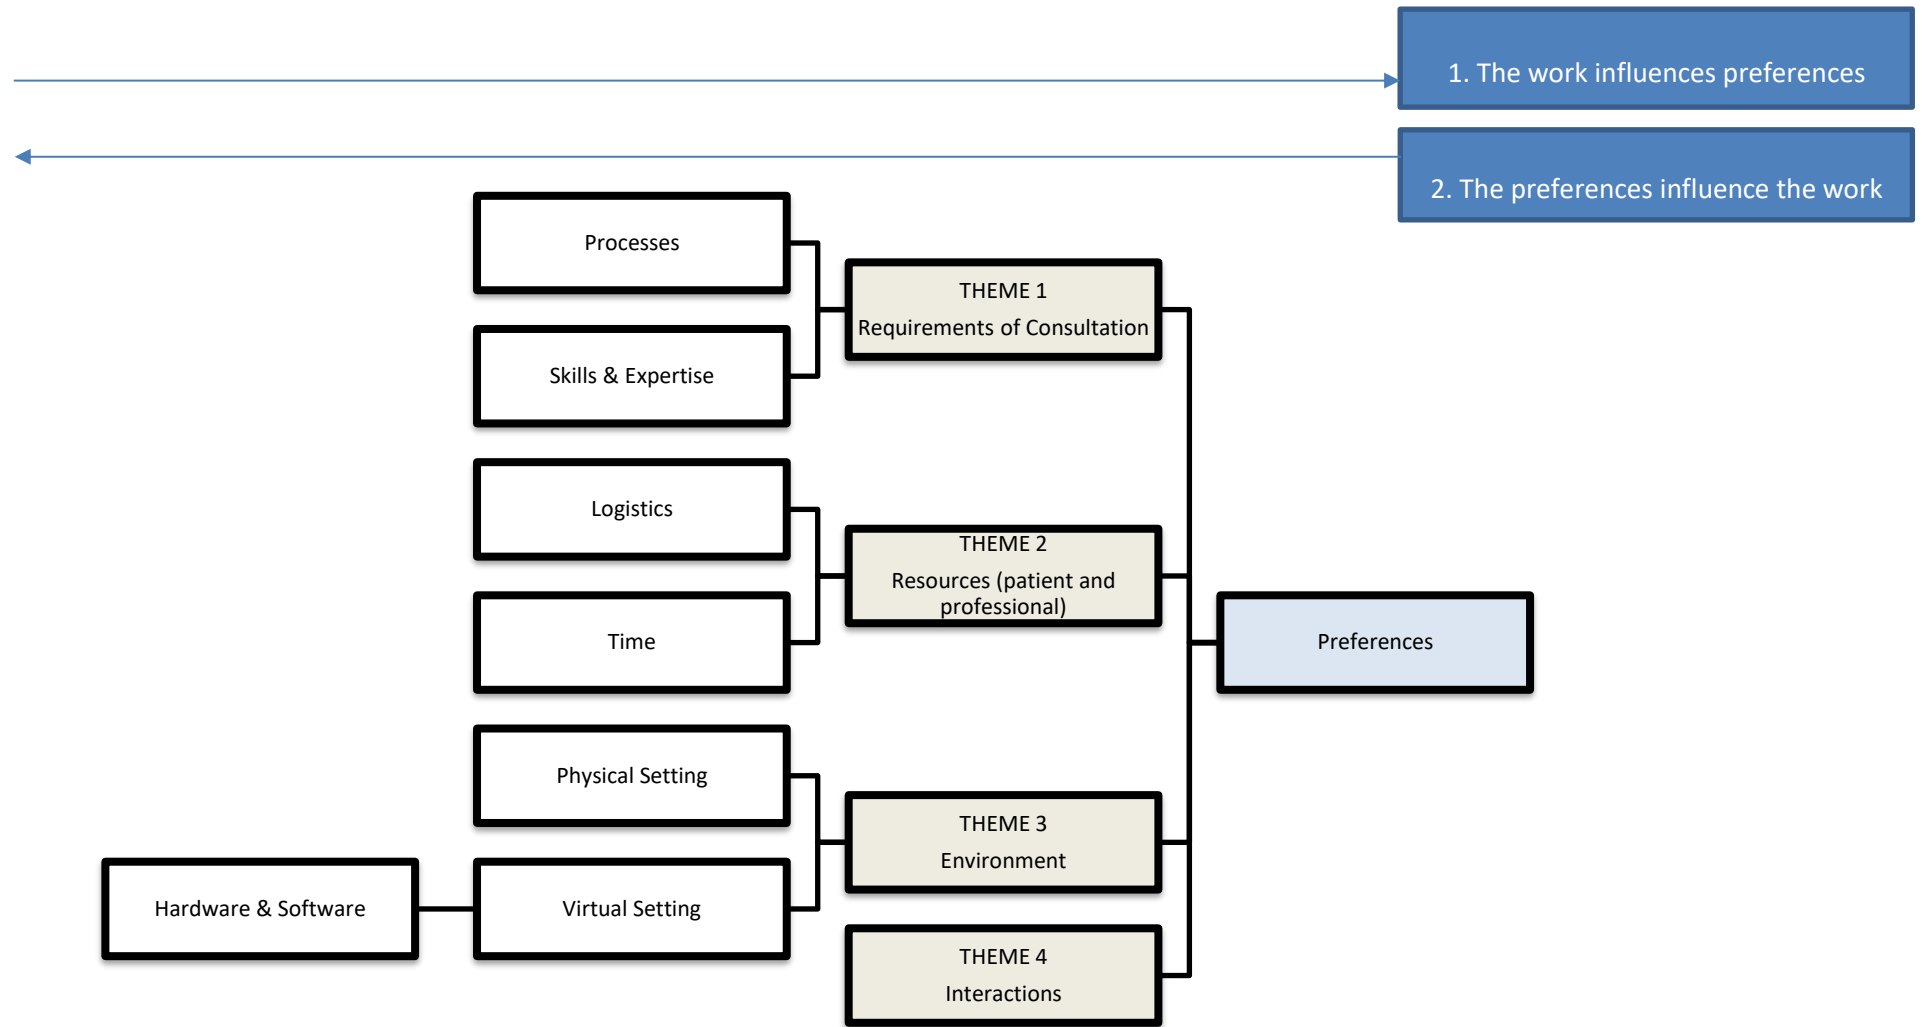 1. The work influences preferences
2. The preferences influence the work
Processes
THEME 1
Requirements of Consultation
Skills & Expertise
Logistics
THEME 2
Resources (patient and
professional)
Time
Preferences
Physical Setting
THEME 3
Environment
Hardware & Software
Virtual Setting
THEME 4
Interactions